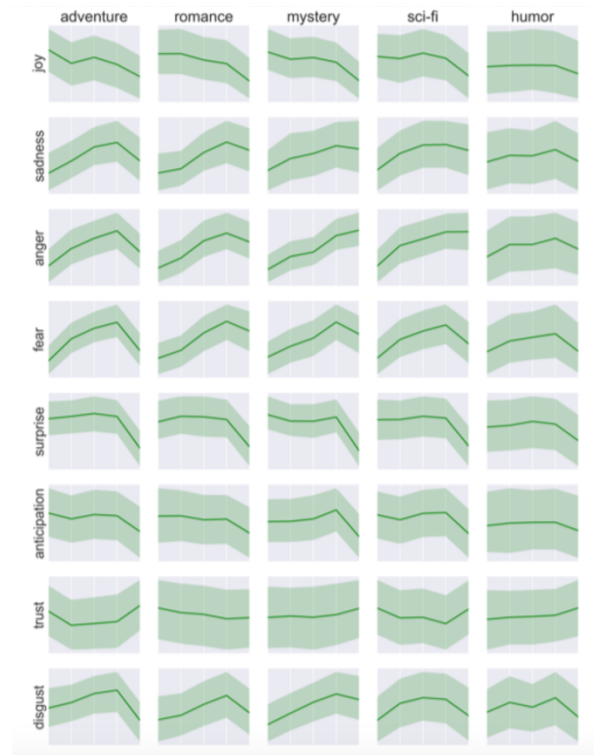 adventure romance mystery sci-fi humor
joy
sadness
anger
fear
surprise
anticipation
trust
disgust